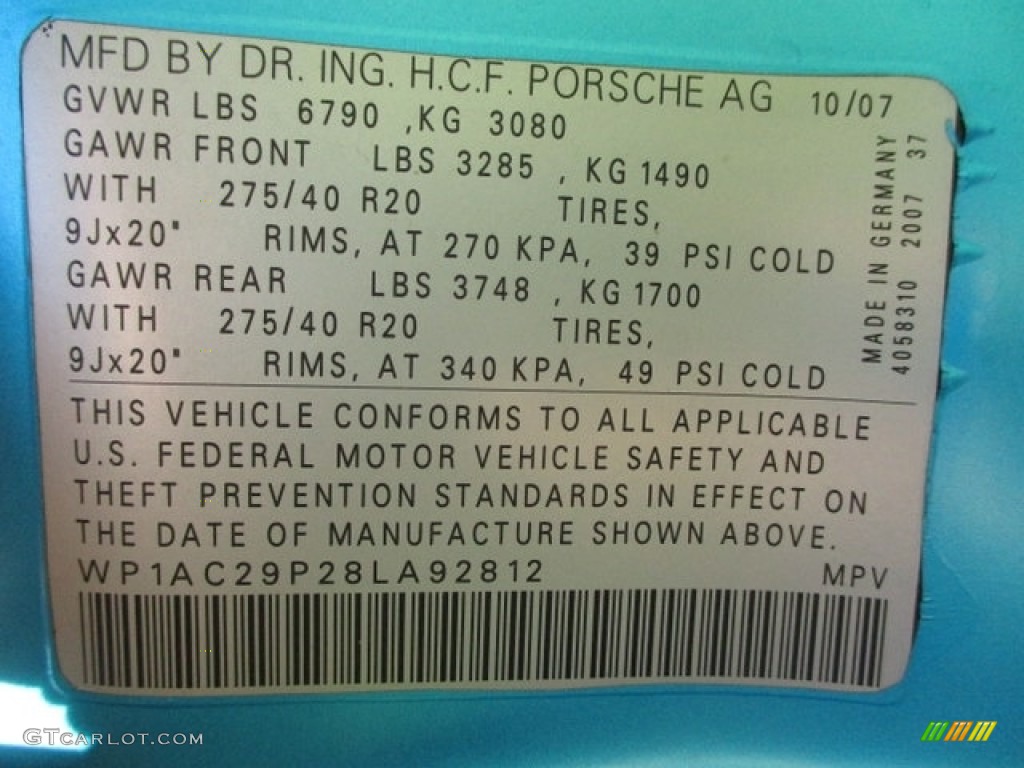 MFD BY DR. ING. H.C.F. PORSCHE AG 10/07
GVWR LBS 6790 ,KG 3080
GAWR FRONT LBS 3285 , KG 1490
WITH 275/40 R20 TIRES,
9Jx20" RIMS, AT 270 KPA, 39 PSI COLD
GAWR REAR LBS 3748 , KG 1700
WITH 275/40 R20 TIRES,
9Jx20" RIMS, AT 340 KPA, 49 PSI COLD
MADE IN GERMANY
4058310 2007 37
THIS VEHICLE CONFORMS TO ALL APPLICABLE
U.S. FEDERAL MOTOR VEHICLE SAFETY AND
THEFT PREVENTION STANDARDS IN EFFECT ON
THE DATE OF MANUFACTURE SHOWN ABOVE.
WP1AC29P28LA92812 MPV
GTCARLOT.COM